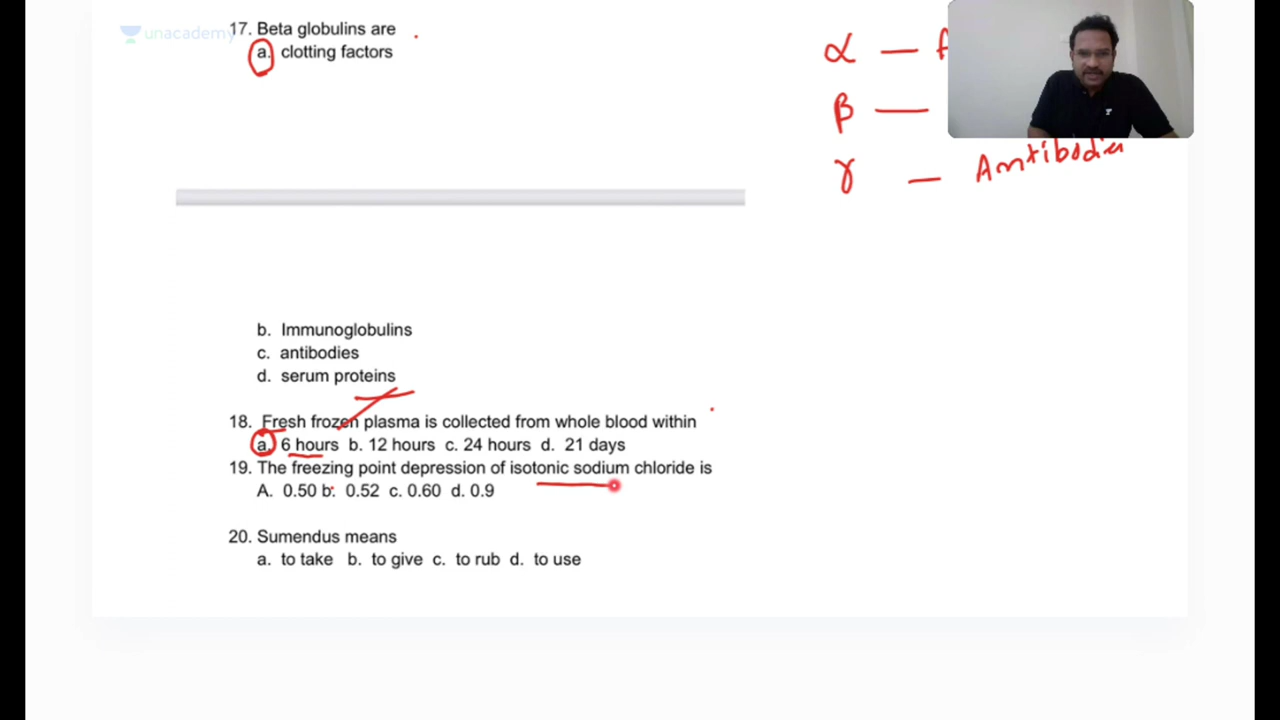 unacademy
17. Beta globulins are
a. clotting factors
α —
β —
γ — Antibodies
b. Immunoglobulins
c. antibodies
d. serum proteins
18. Fresh frozen plasma is collected from whole blood within
a. 6 hours b. 12 hours c. 24 hours d. 21 days
19. The freezing point depression of isotonic sodium chloride is
A. 0.50 b. 0.52 c. 0.60 d. 0.9
20. Sumendus means
a. to take b. to give c. to rub d. to use